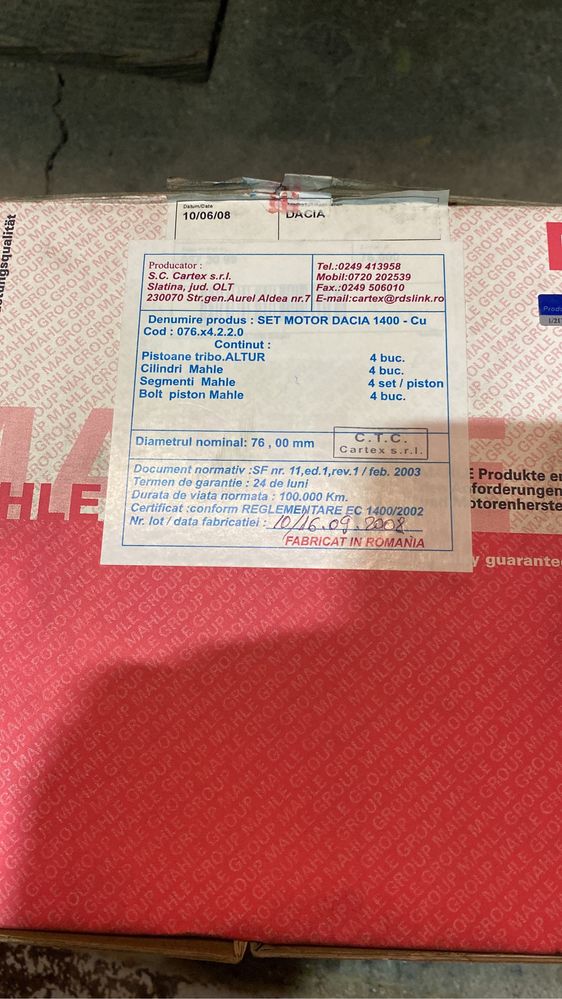 Datum/Date
10/06/08
DACIA
Producator :
S.C. Cartex s.r.l.
Slatina, jud. OLT
230070 Str.gen.Aurel Aldea nr.7
Tel.:0249 413958
Mobil:0720 202539
Fax.:0249 506010
E-mail:cartex@rdslink.ro
Denumire produs : SET MOTOR DACIA 1400 - Cu
Cod : 076.x4.2.2.0
Continut :
Pistoane tribo.ALTUR 4 buc.
Cilindri Mahle 4 buc.
Segmenti Mahle 4 set / piston
Bolt piston Mahle 4 buc.
Diametrul nominal: 76 , 00 mm
C.T.C.
Cartex s.r.l.
Document normativ :SF nr. 11,ed.1,rev.1 / feb. 2003
Termen de garantie : 24 de luni
Durata de viata normata : 100.000 Km.
Certificat :conform REGLEMENTARE EC 1400/2002
Nr. lot / data fabricatiei : 10/16.09.2008
FABRICAT IN ROMANIA
stungsqualität
HLE
E Produkte e
forderungen
otorenherste
y guarantee
MAHLE GROUP MAHLE GROUP MAHLE GROUP